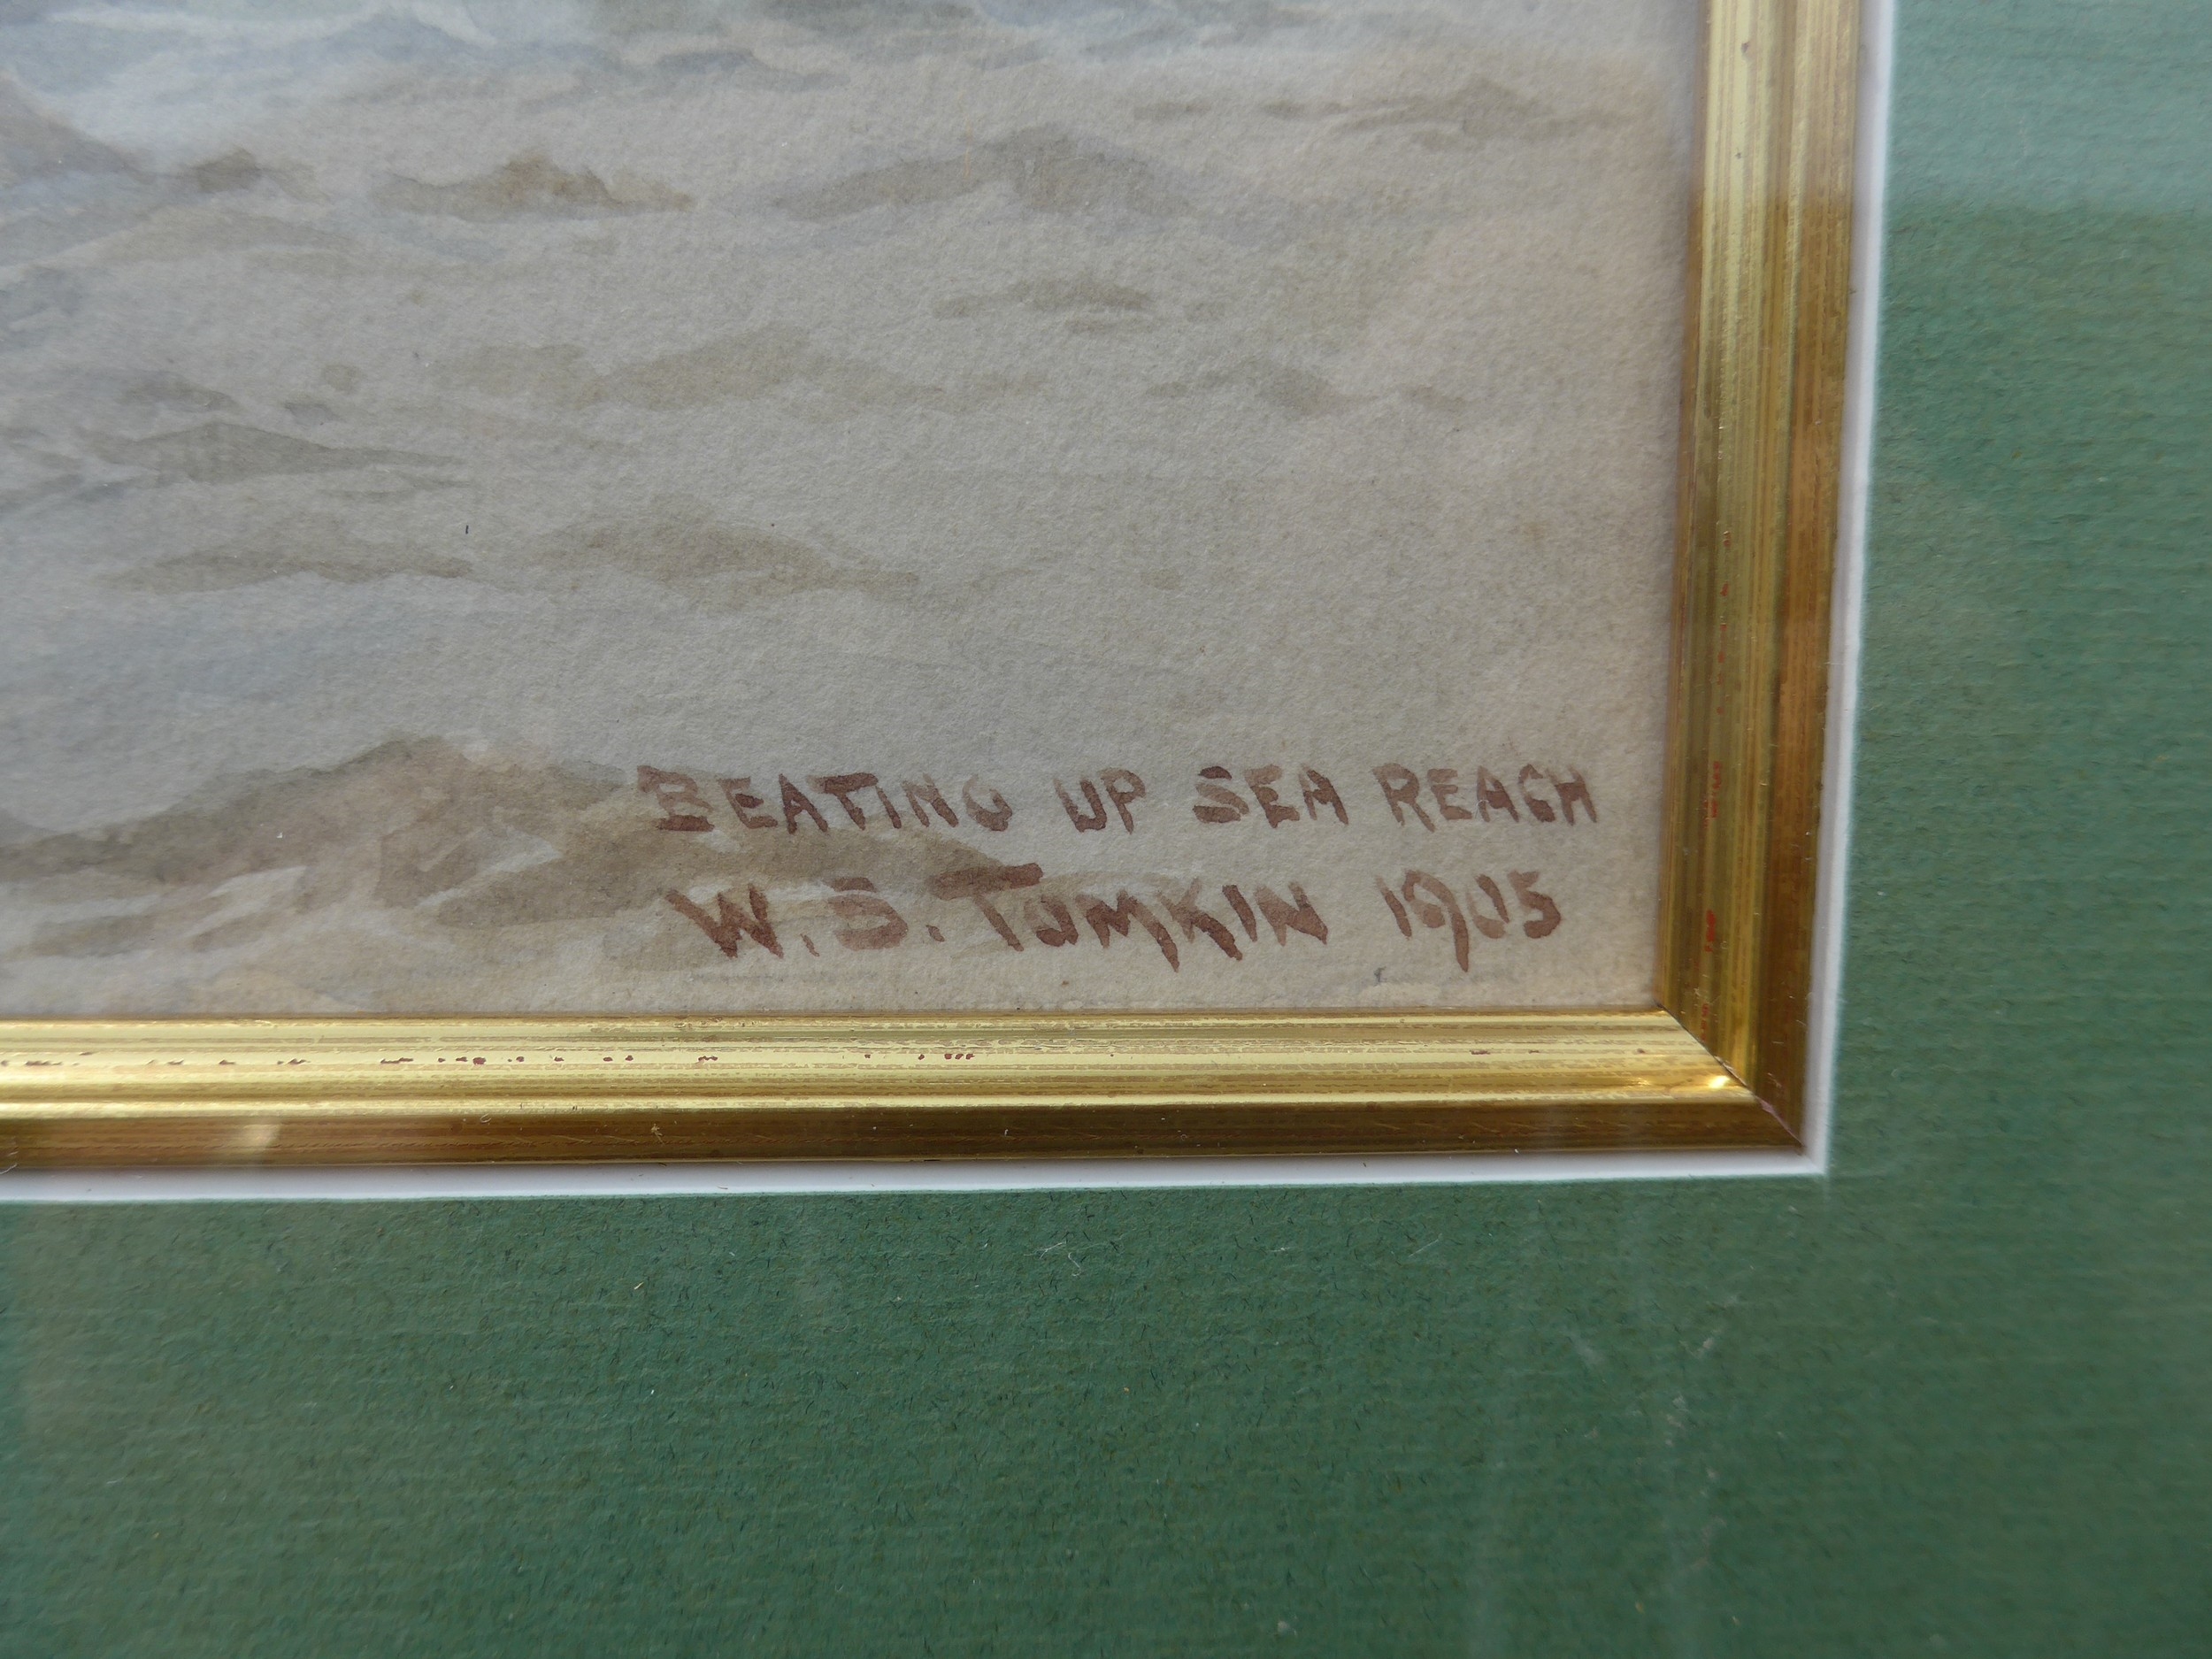 BEATING UP SEA REACH
W. S. TOMKIN 1905